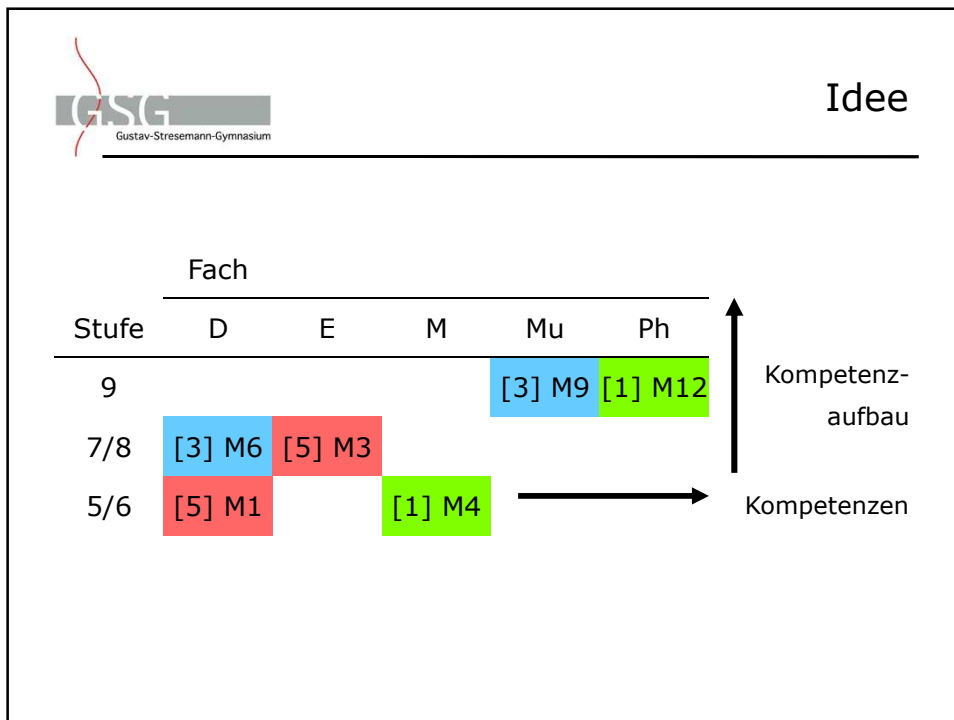 GSG
Gustav-Stresemann-Gymnasium
Idee
Fach
Stufe D E M Mu Ph
9 [3] M9 [1] M12
7/8 [3] M6 [5] M3
5/6 [5] M1 [1] M4
Kompetenz-
aufbau
Kompetenzen